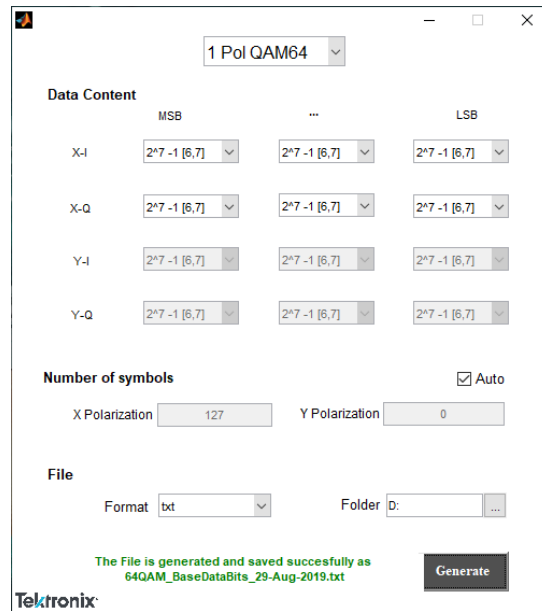 1 Pol QAM64
Data Content
MSB ... LSB
X-I 2^7 -1 [6,7] 2^7 -1 [6,7] 2^7 -1 [6,7]
X-Q 2^7 -1 [6,7] 2^7 -1 [6,7] 2^7 -1 [6,7]
Y-I 2^7 -1 [6,7] 2^7 -1 [6,7] 2^7 -1 [6,7]
Y-Q 2^7 -1 [6,7] 2^7 -1 [6,7] 2^7 -1 [6,7]
Number of symbols Auto
X Polarization 127 Y Polarization 0
File
Format txt Folder D: ...
The File is generated and saved succesfully as
64QAM_BaseDataBits_29-Aug-2019.txt
Generate
Tektronix